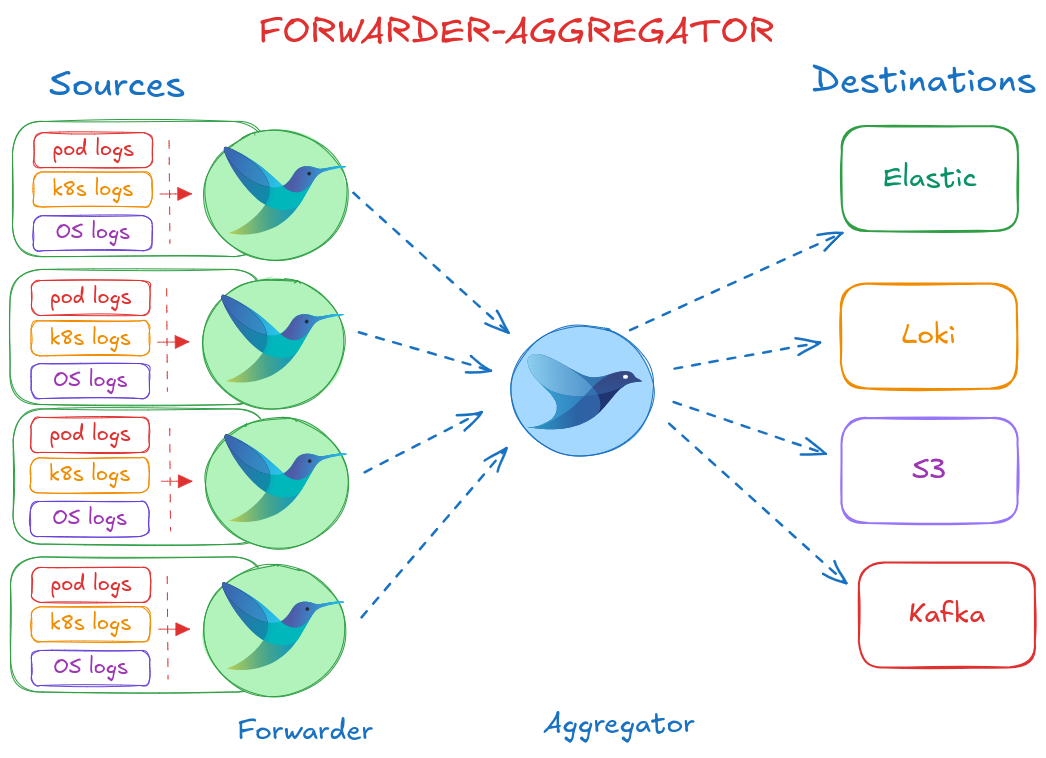 FORWARDER-AGGREGATOR
Sources
Destinations
pod logs
k8s logs
OS logs
pod logs
k8s logs
OS logs
pod logs
k8s logs
OS logs
pod logs
k8s logs
OS logs
Elastic
Loki
S3
Kafka
Forwarder
Aggregator